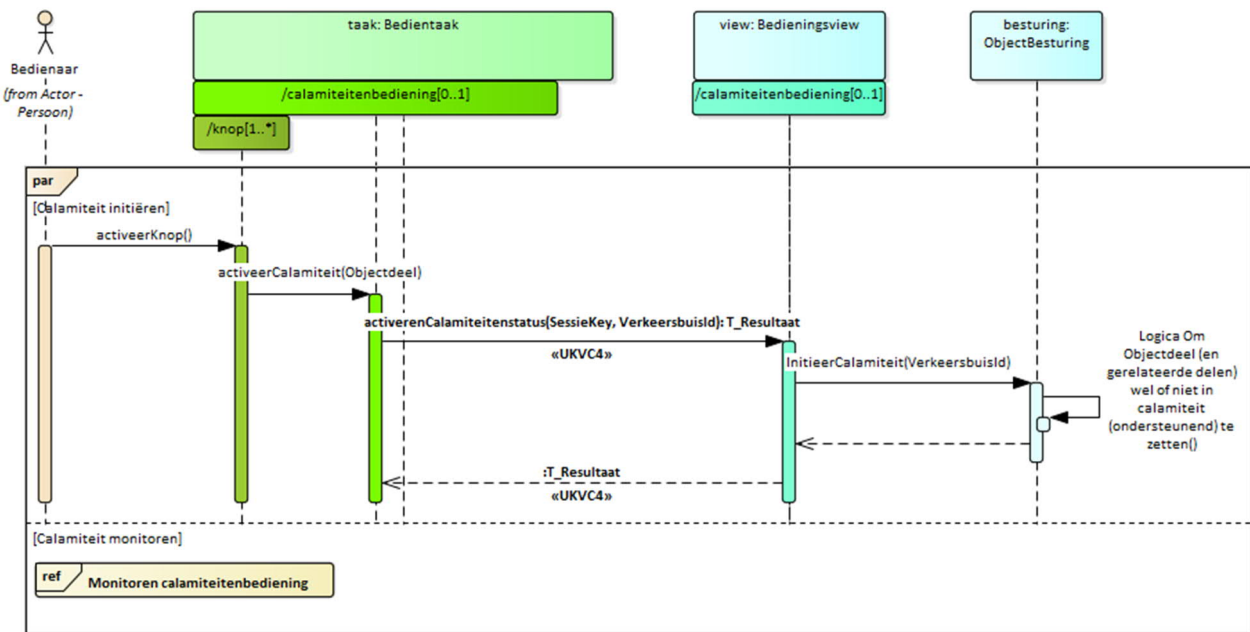 taak: Bedientaak
view: Bedieningsview
besturing:
ObjectBesturing
Bedienaar
(from Actor -
Persoon)
/calamiteitenbediening[0..1]
/calamiteitenbediening[0..1]
/knop[1..*]
par
[Calamiteit initiëren]
activeerKnop()
activeerCalamiteit(Objectdeel)
activerenCalamiteitenstatus(SessieKey, VerkeersbuisId): T_Resultaat
«UKVC4»
InitieerCalamiteit(VerkeersbuisId)
Logica Om
Objectdeel (en
gerelateerde delen)
wel of niet in
calamiteit
(ondersteunend) te
zetten()
:T_Resultaat
«UKVC4»
[Calamiteit monitoren]
ref
Monitoren calamiteitenbediening